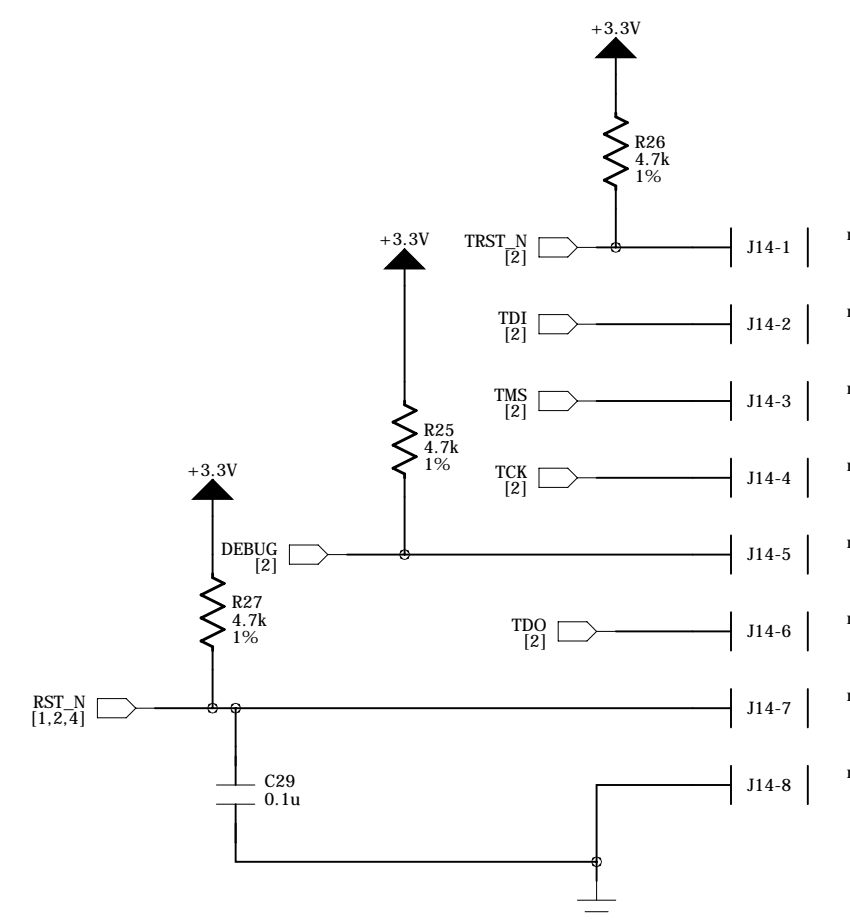 +3.3V
R26
4.7k
1%
TRST_N
[2]
J14-1
+3.3V
TDI
[2]
J14-2
TMS
[2]
J14-3
R25
4.7k
1%
+3.3V
TCK
[2]
J14-4
DEBUG
[2]
J14-5
R27
4.7k
1%
TDO
[2]
J14-6
RST_N
[1,2,4]
J14-7
C29
0.1u
J14-8